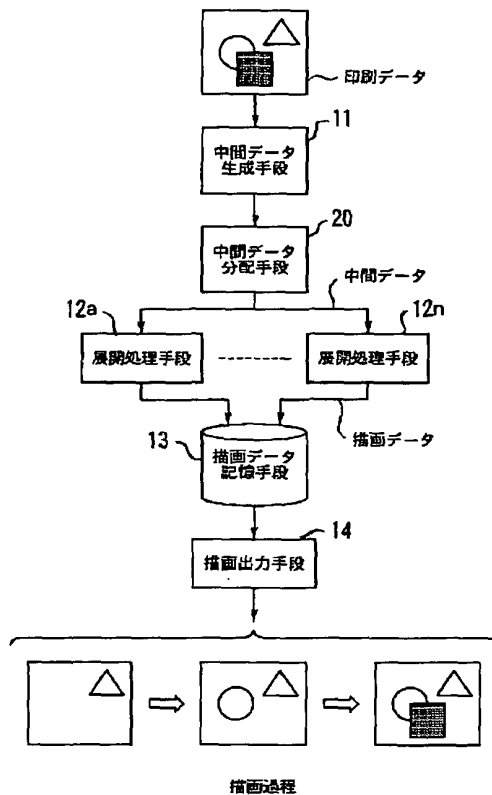 印刷データ
11
中間データ
生成手段
20
中間データ
分配手段
中間データ
12a
12n
展開処理手段
展開処理手段
描画データ
13
描画データ
記憶手段
14
描画出力手段
描画過程